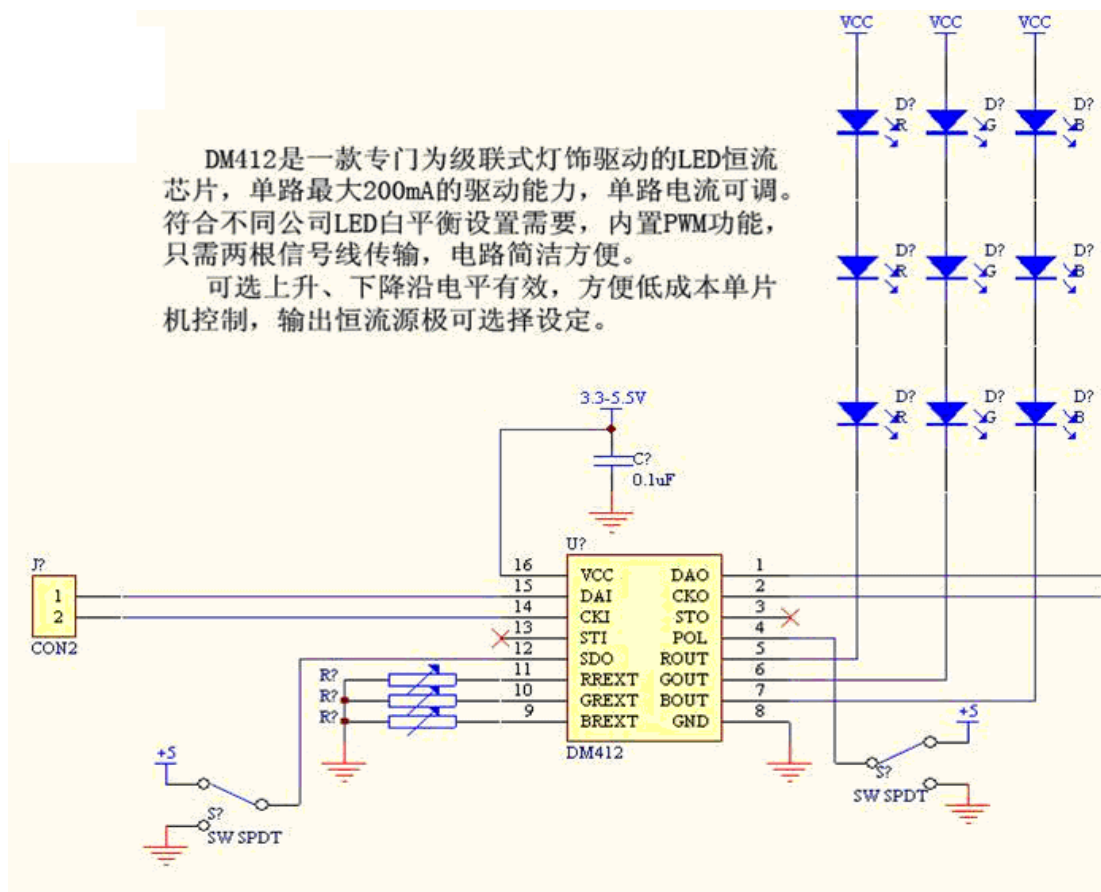 VCC VCC VCC
D? D? D?
R G B
DM412是一款专门为级联式灯饰驱动的LED恒流
芯片，单路最大200mA的驱动能力，单路电流可调。
符合不同公司LED白平衡设置需要，内置PWM功能，
只需两根信号线传输，电路简洁方便。
可选上升、下降沿电平有效，方便低成本单片
机控制，输出恒流源极可选择设定。
D? D? D?
R G B
D? D? D?
R G B
3.3-5.5V
C?
0.1uF
U?
J?
1
2
CON2
16 VCC DAO 1
15 DAI CKO 2
14 CKI STO 3
13 STI POL 4
12 SDO ROUT 5
R? 11 RREXT GOUT 6
R? 10 GREXT BOUT 7
R? 9 BREXT GND 8
DM412
+5
S?
SW SPDT
+5
S?
SW SPDT